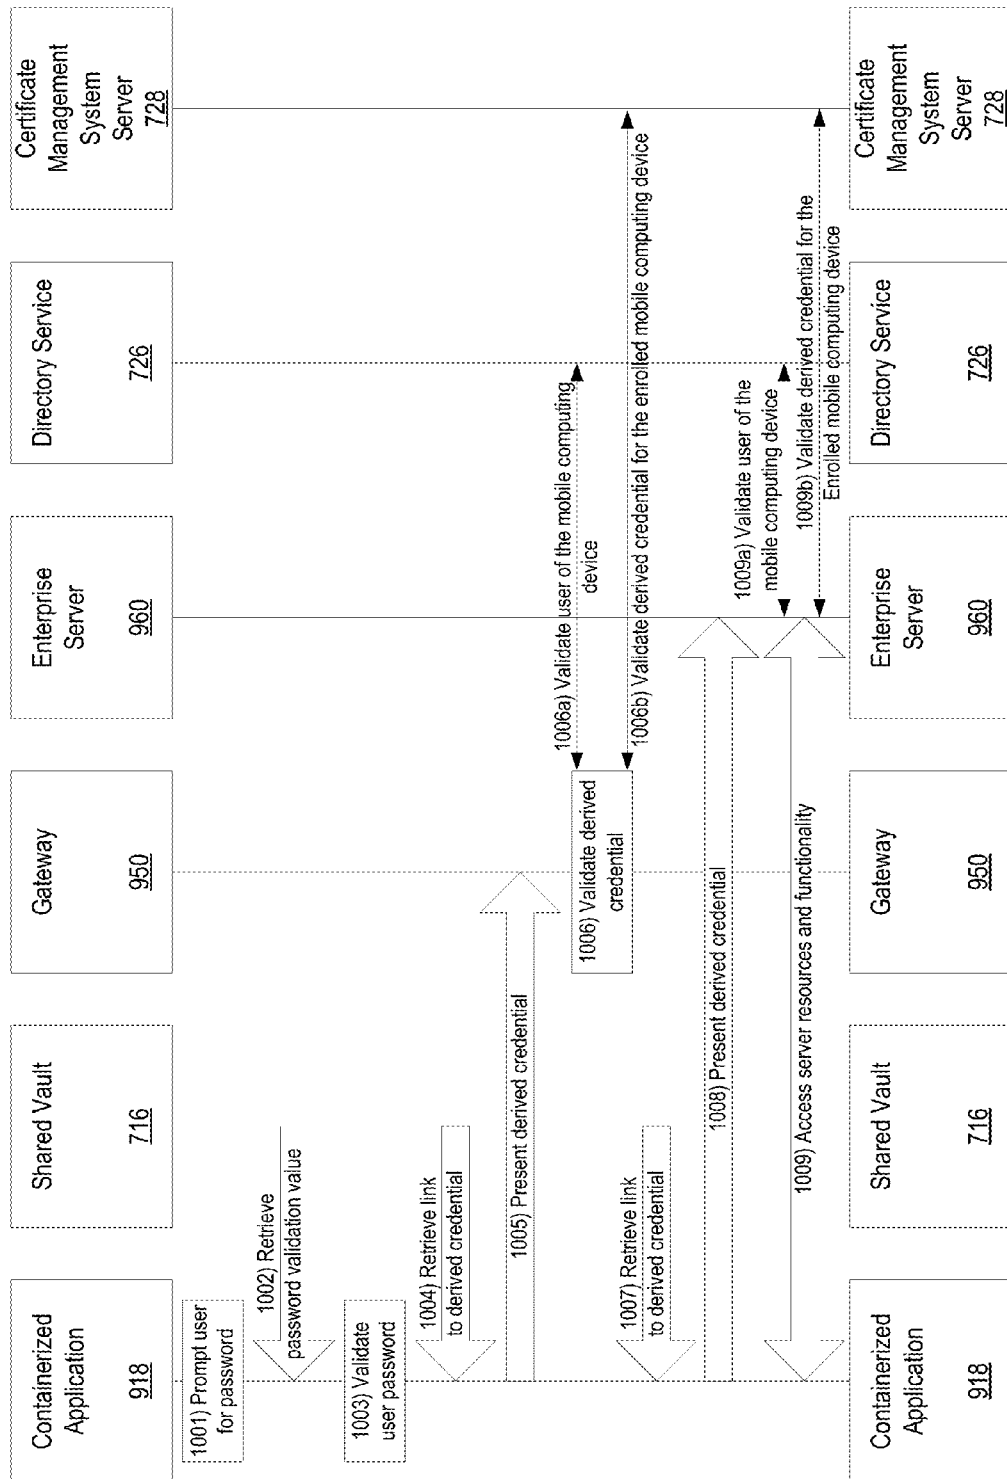 Containerized
Application
918
Shared Vault
716
Gateway
950
Enterprise
Server
960
Directory Service
726
Certificate
Management
System
Server
728
1001) Prompt user
for password
1002) Retrieve
password validation value
1003) Validate
user password
1004) Retrieve link
to derived credential
1005) Present derived credential
1006) Validate derived
credential
1006a) Validate user of the mobile computing
device
1006b) Validate derived credential for the enrolled mobile computing device
1007) Retrieve link
to derived credential
1008) Present derived credential
1009) Access server resources and functionality
1009a) Validate user of the
mobile computing device
1009b) Validate derived credential for the
Enrolled mobile computing device
Containerized
Application
918
Shared Vault
716
Gateway
950
Enterprise
Server
960
Directory Service
726
Certificate
Management
System
Server
728